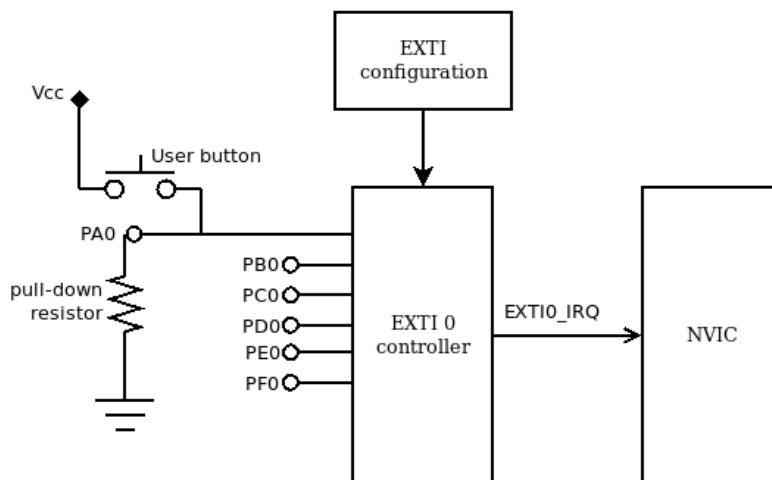 EXTI
configuration
Vcc
User button
PA0
PB0
pull-down
resistor
PC0
PD0
PE0
PF0
EXTI 0
controller
EXTI0_IRQ
NVIC